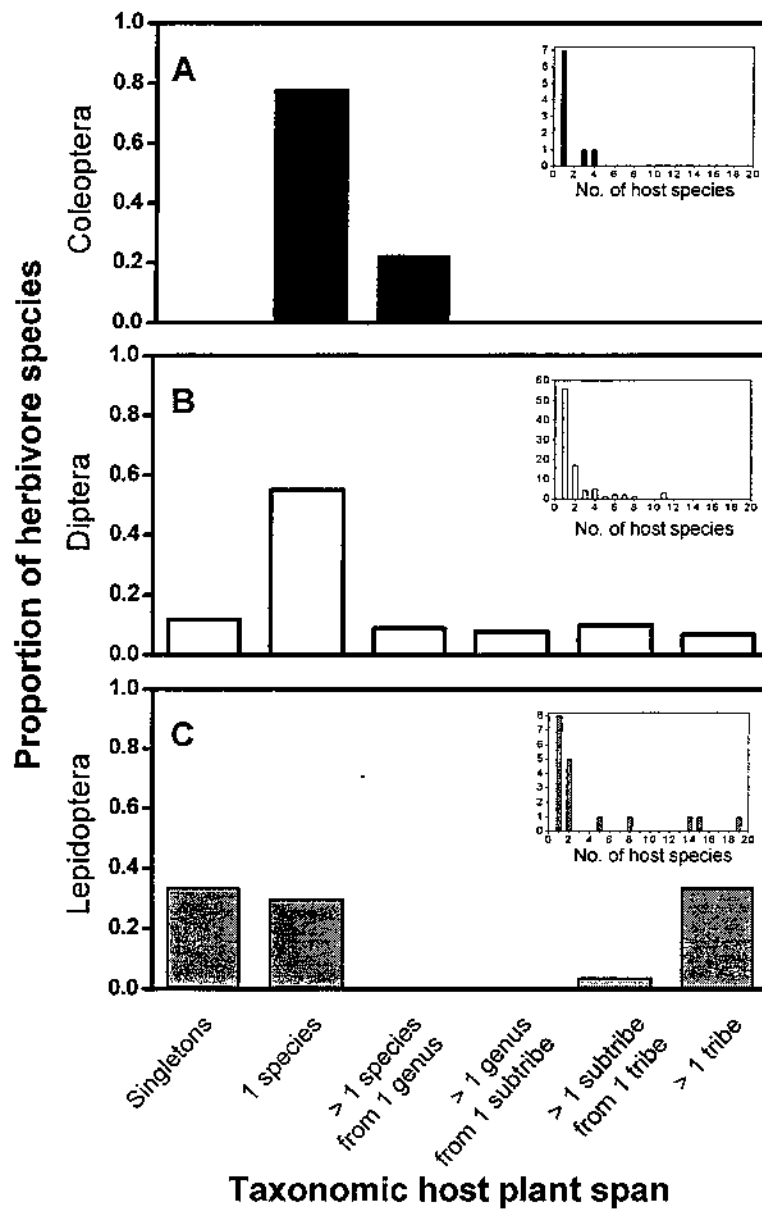 Proportion of herbivore species
A
Coleoptera
1.0
0.8
0.6
0.4
0.2
0.0
7
6
5
4
3
2
1
0
0 2 4 6 8 10 12 14 16 18 20
No. of host species
B
Diptera
1.0
0.8
0.6
0.4
0.2
0.0
60
50
40
30
20
10
0
0 2 4 6 8 10 12 14 16 18 20
No. of host species
C
Lepidoptera
1.0
0.8
0.6
0.4
0.2
0.0
8
7
6
5
4
3
2
1
0
0 2 4 6 8 10 12 14 16 18 20
No. of host species
Singletons
1 species
> 1 species
from 1 genus
> 1 genus
from 1 subtribe
> 1 subtribe
from 1 tribe
> 1 tribe
Taxonomic host plant span